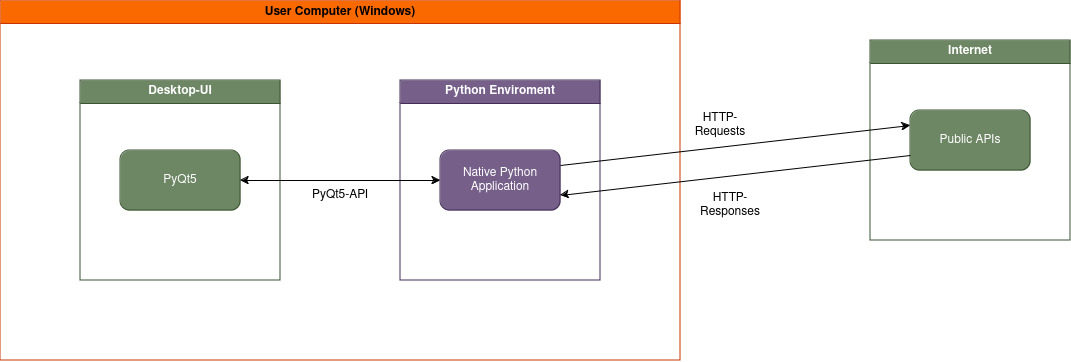 User Computer (Windows)
Internet
Desktop-UI
Python Enviroment
HTTP-
Requests
Public APIs
PyQt5
Native Python
Application
PyQt5-API
HTTP-
Responses